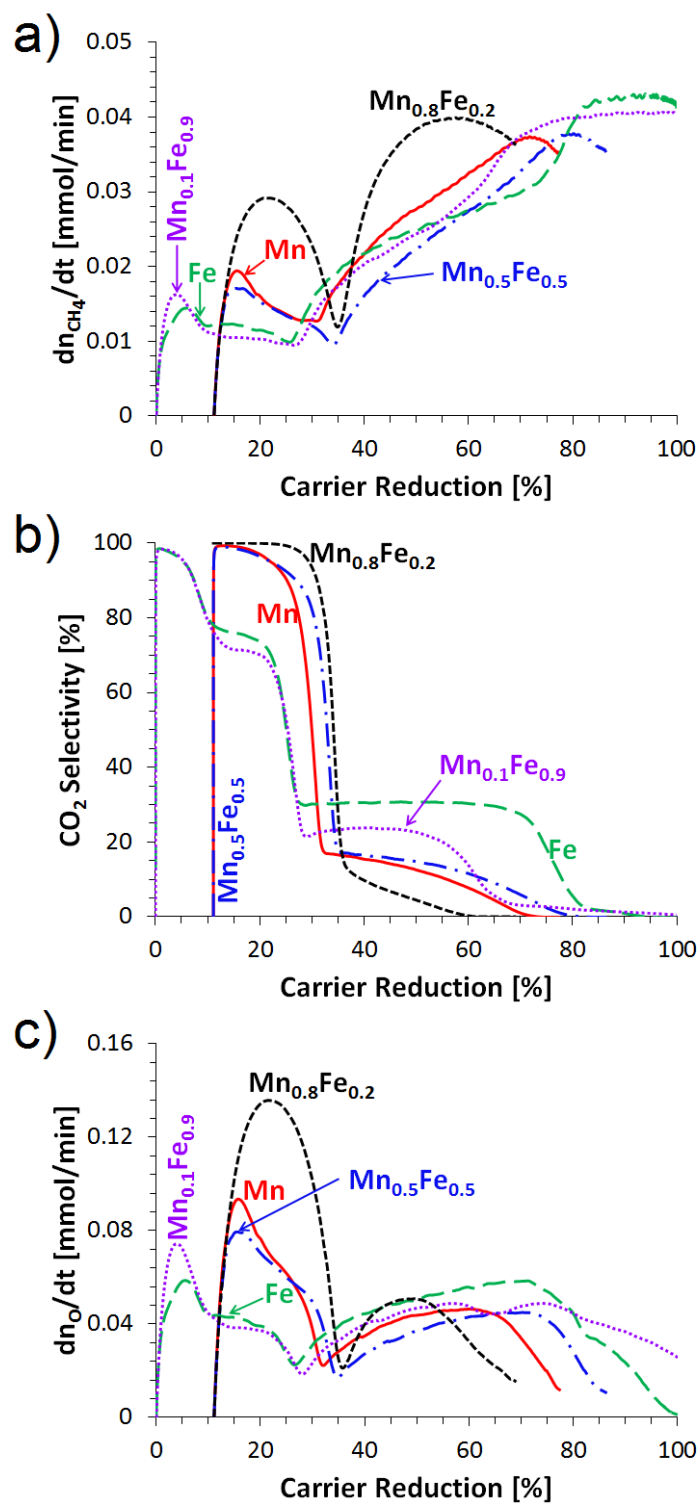 a)
0.05
0.04
0.03
0.02
0.01
0
dn_CH4/dt [mmol/min]
Mn0.1Fe0.9
Fe
Mn
Mn0.8Fe0.2
Mn0.5Fe0.5
0 20 40 60 80 100
Carrier Reduction [%]
b)
100
80
60
40
20
0
CO2 Selectivity [%]
Mn0.8Fe0.2
Mn
Mn0.5Fe0.5
Mn0.1Fe0.9
Fe
0 20 40 60 80 100
Carrier Reduction [%]
c)
0.16
0.12
0.08
0.04
0
dn_O/dt [mmol/min]
Mn0.1Fe0.9
Mn0.8Fe0.2
Mn
Mn0.5Fe0.5
Fe
0 20 40 60 80 100
Carrier Reduction [%]